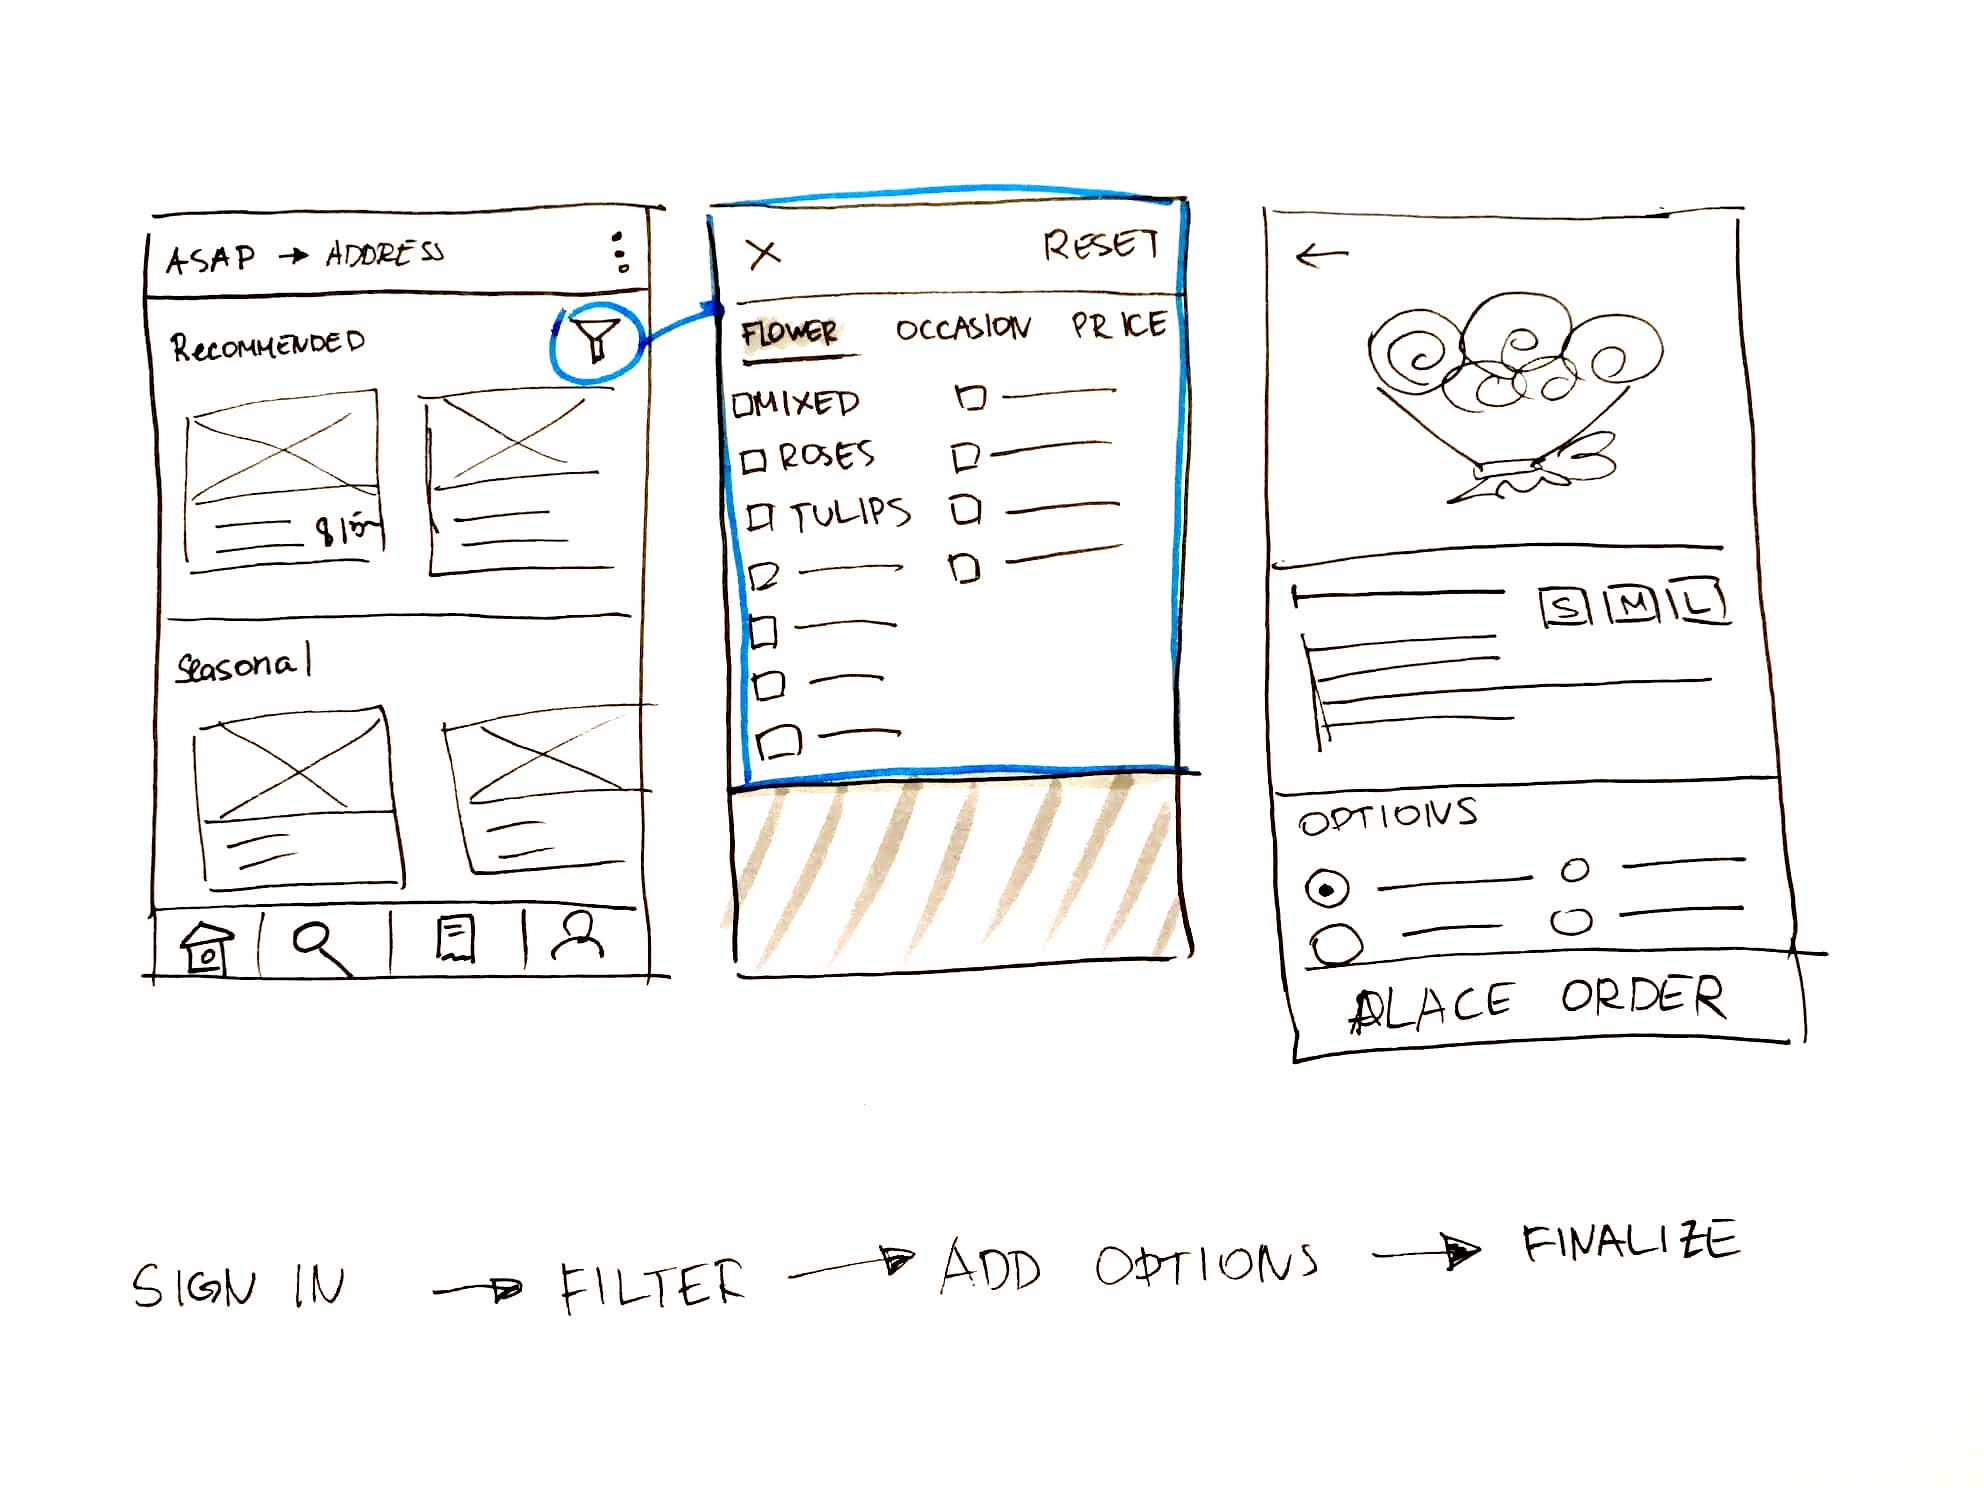 ASAP → ADDRESS
RECOMMENDED
$15
Seasonal
X RESET
FLOWER OCCASION PRICE
MIXED
ROSES
TULIPS
S M L
OPTIONS
PLACE ORDER
SIGN IN → FILTER → ADD OPTIONS → FINALIZE